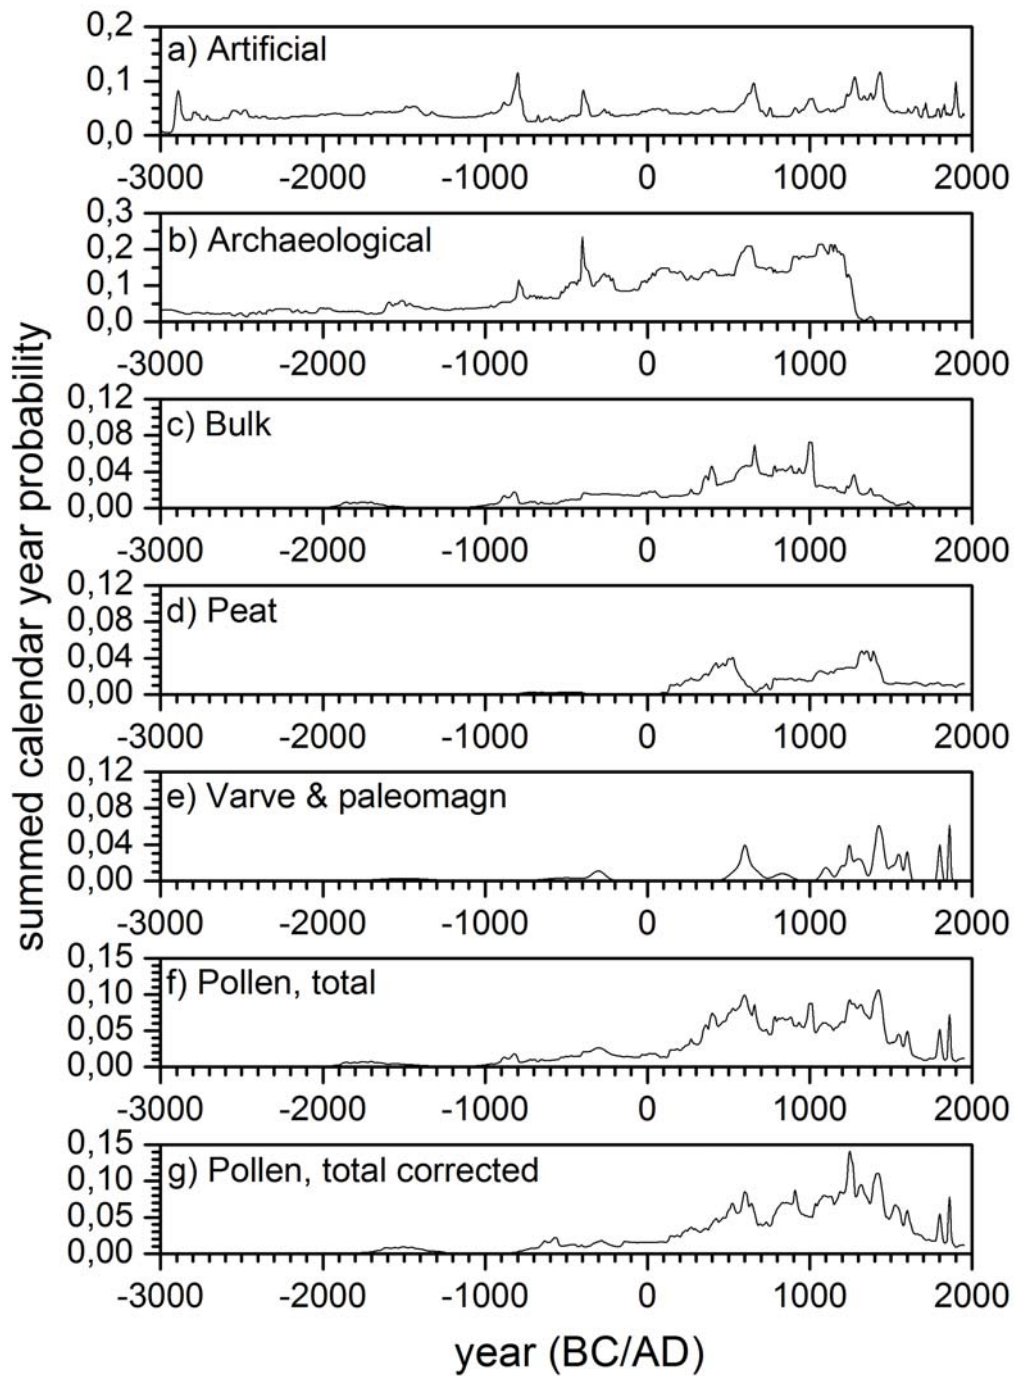 summed calendar year probability
0,2
a) Artificial
0,1
0,0
-3000 -2000 -1000 0 1000 2000
0,3
b) Archaeological
0,2
0,1
0,0
-3000 -2000 -1000 0 1000 2000
0,12
c) Bulk
0,08
0,04
0,00
-3000 -2000 -1000 0 1000 2000
0,12
d) Peat
0,08
0,04
0,00
-3000 -2000 -1000 0 1000 2000
0,12
e) Varve & paleomagn
0,08
0,04
0,00
-3000 -2000 -1000 0 1000 2000
0,15
f) Pollen, total
0,10
0,05
0,00
-3000 -2000 -1000 0 1000 2000
0,15
g) Pollen, total corrected
0,10
0,05
0,00
-3000 -2000 -1000 0 1000 2000
year (BC/AD)